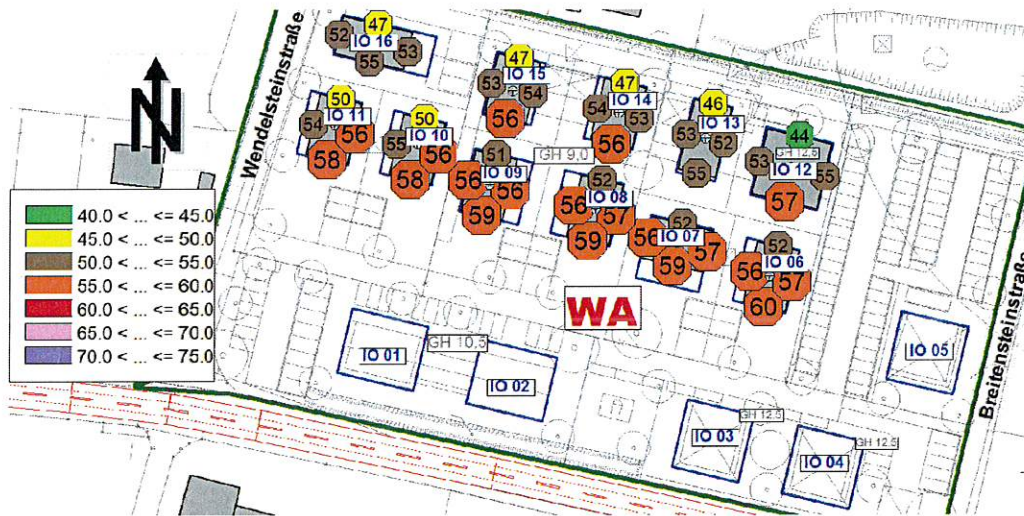 47
52
IO 16
53
55
Wendelsteinstraße
N
47
IO 15
53
54
56
47
IO 14
54
53
56
46
IO 13
53
52
55
44
GH 12,5
53
IO 12
55
57
50
IO 11
54
56
58
50
IO 10
55
56
58
51
GH 9,0
56
IO 09
56
59
52
56
IO 08
57
59
52
56
IO 07
57
59
52
56
IO 06
57
60
40.0 < ... <= 45.0
45.0 < ... <= 50.0
50.0 < ... <= 55.0
55.0 < ... <= 60.0
60.0 < ... <= 65.0
65.0 < ... <= 70.0
70.0 < ... <= 75.0
WA
IO 01
GH 10,5
IO 02
IO 05
Breitensteinstraße
IO 03
GH 12,5
IO 04
GH 12,5